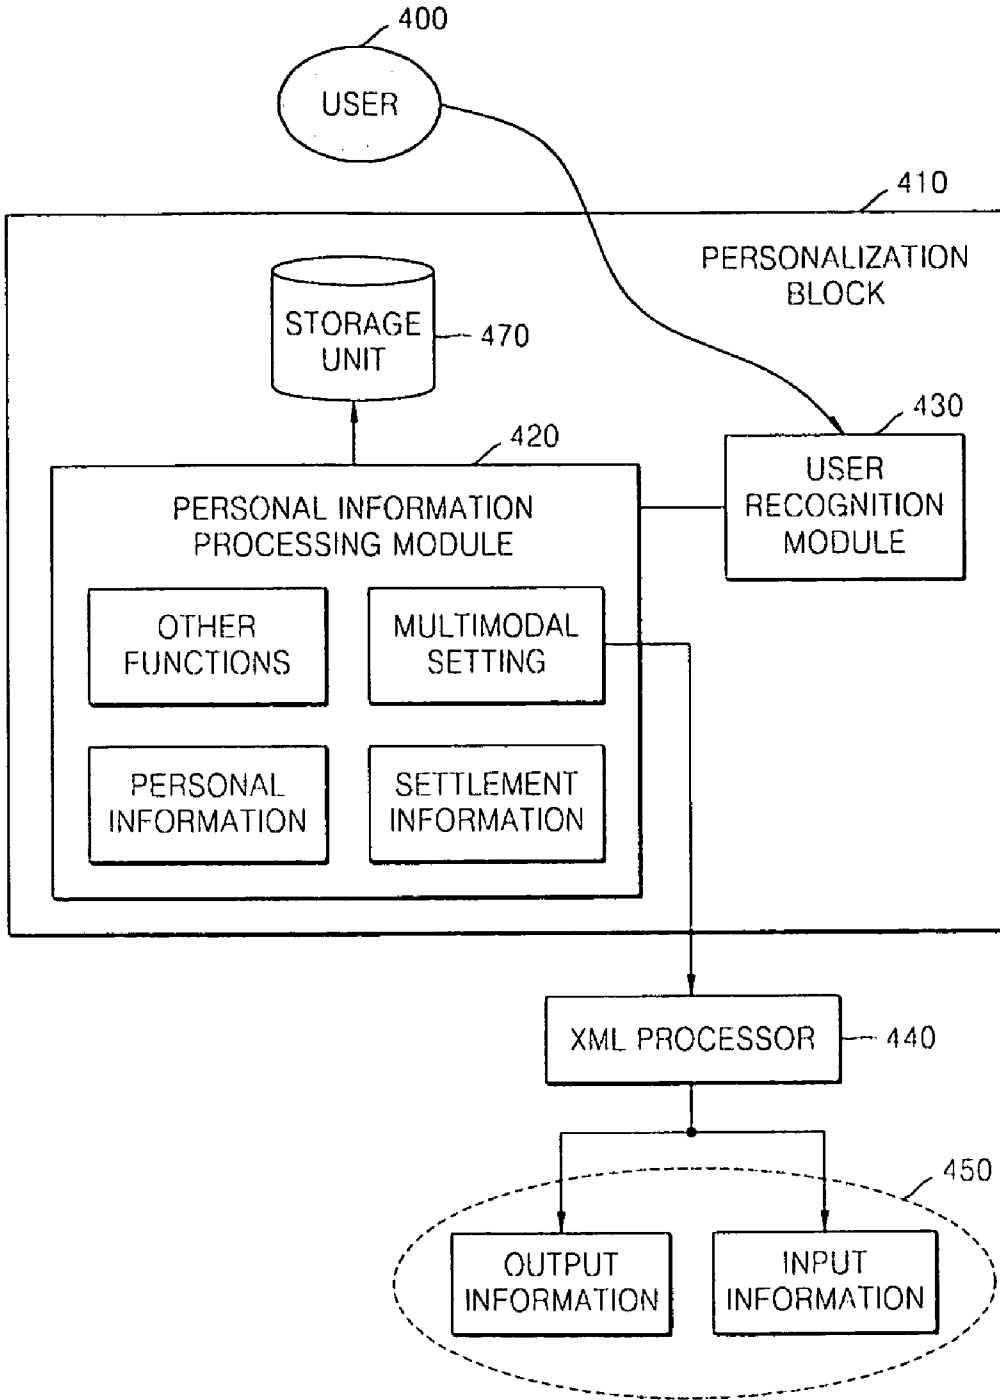 400
USER
410
PERSONALIZATION
BLOCK
STORAGE
UNIT
470
430
USER
RECOGNITION
MODULE
420
PERSONAL INFORMATION
PROCESSING MODULE
OTHER
FUNCTIONS
MULTIMODAL
SETTING
PERSONAL
INFORMATION
SETTLEMENT
INFORMATION
XML PROCESSOR
440
450
OUTPUT
INFORMATION
INPUT
INFORMATION